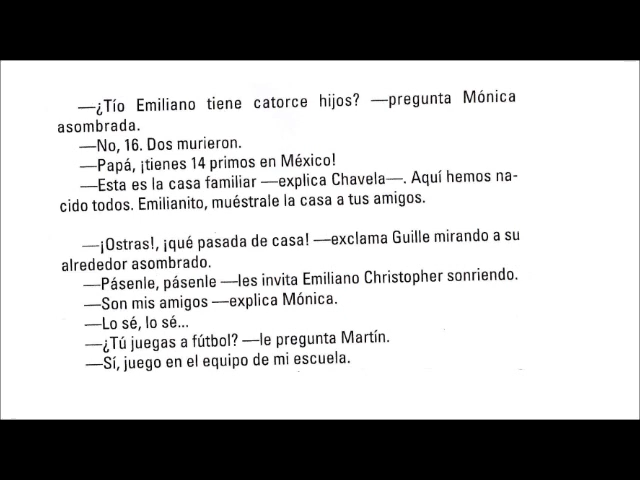 —¿Tío Emiliano tiene catorce hijos? —pregunta Mónica
asombrada.
—No, 16. Dos murieron.
—Papá, ¡tienes 14 primos en México!
—Esta es la casa familiar —explica Chavela—. Aquí hemos na-
cido todos. Emilianito, muéstrale la casa a tus amigos.
—¡Ostras!, ¡qué pasada de casa! —exclama Guille mirando a su
alrededor asombrado.
—Pásenle, pásenle —les invita Emiliano Christopher sonriendo.
—Son mis amigos —explica Mónica.
—Lo sé, lo sé...
—¿Tú juegas a fútbol? —le pregunta Martín.
—Sí, juego en el equipo de mi escuela.